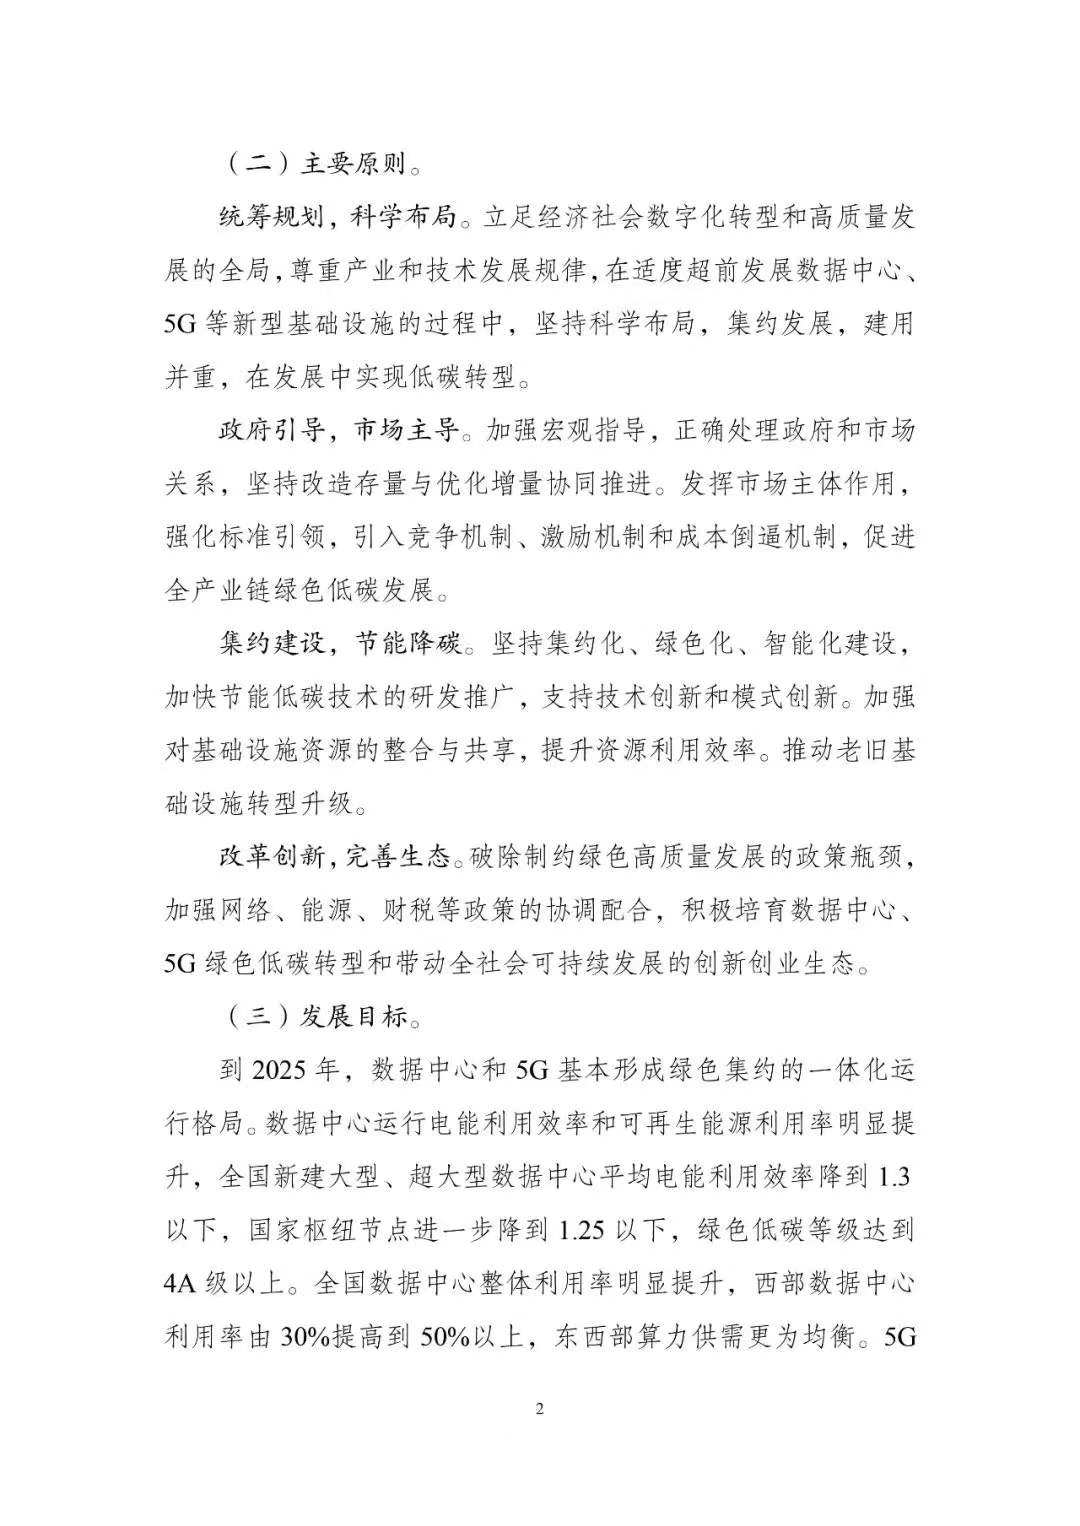 （二）主要原则。
统筹规划，科学布局。立足经济社会数字化转型和高质量发
展的全局，尊重产业和技术发展规律，在适度超前发展数据中心、
5G 等新型基础设施的过程中，坚持科学布局，集约发展，建用
并重，在发展中实现低碳转型。
政府引导，市场主导。加强宏观指导，正确处理政府和市场
关系，坚持改造存量与优化增量协同推进。发挥市场主体作用，
强化标准引领，引入竞争机制、激励机制和成本倒逼机制，促进
全产业链绿色低碳发展。
集约建设，节能降碳。坚持集约化、绿色化、智能化建设，
加快节能低碳技术的研发推广，支持技术创新和模式创新。加强
对基础设施资源的整合与共享，提升资源利用效率。推动老旧基
础设施转型升级。
改革创新，完善生态。破除制约绿色高质量发展的政策瓶颈，
加强网络、能源、财税等政策的协调配合，积极培育数据中心、
5G 绿色低碳转型和带动全社会可持续发展的创新创业生态。
（三）发展目标。
到 2025 年，数据中心和 5G 基本形成绿色集约的一体化运
行格局。数据中心运行电能利用效率和可再生能源利用率明显提
升，全国新建大型、超大型数据中心平均电能利用效率降到 1.3
以下，国家枢纽节点进一步降到 1.25 以下，绿色低碳等级达到
4A 级以上。全国数据中心整体利用率明显提升，西部数据中心
利用率由 30%提高到 50%以上，东西部算力供需更为均衡。5G
2